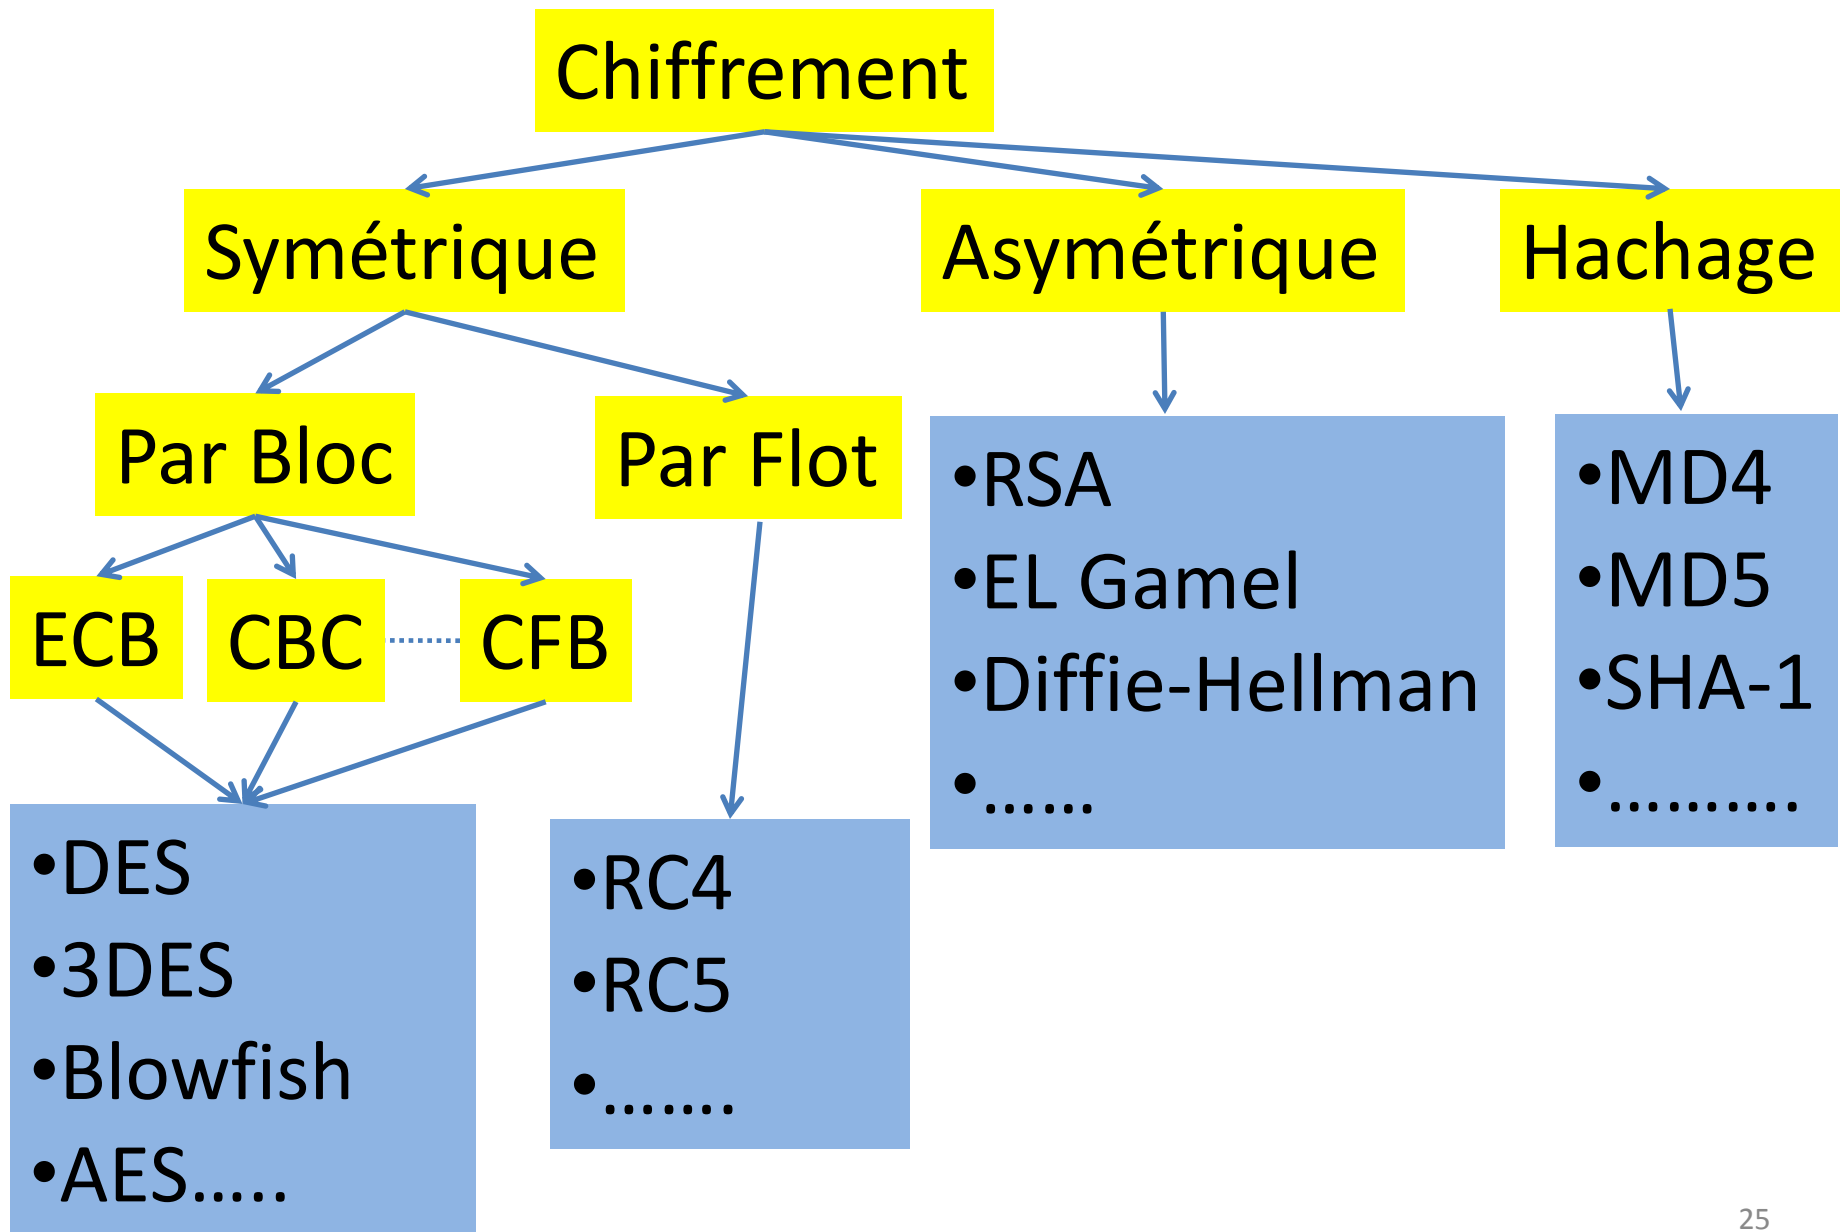 Chiffrement
Symétrique
Asymétrique
Hachage
Par Bloc
Par Flot
ECB
CBC
CFB
•DES
•3DES
•Blowfish
•AES.....
•RC4
•RC5
•.......
•RSA
•EL Gamel
•Diffie-Hellman
•......
•MD4
•MD5
•SHA-1
•..........
25